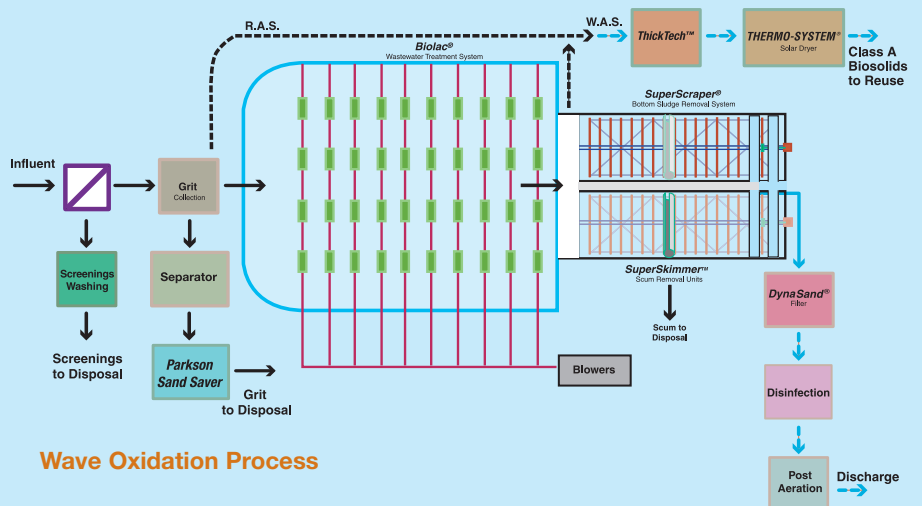 R.A.S.
W.A.S.
Biolac®
Wastewater Treatment System
ThickTech™
THERMO-SYSTEM®
Solar Dryer
Class A
Biosolids
to Reuse
SuperScraper®
Bottom Sludge Removal System
Influent
Grit
Collection
Screenings
Washing
Separator
SuperSkimmer™
Scum Removal Units
DynaSand®
Filter
Scum to
Disposal
Screenings
to Disposal
Parkson
Sand Saver
Grit
to Disposal
Blowers
Disinfection
Wave Oxidation Process
Post
Aeration
Discharge